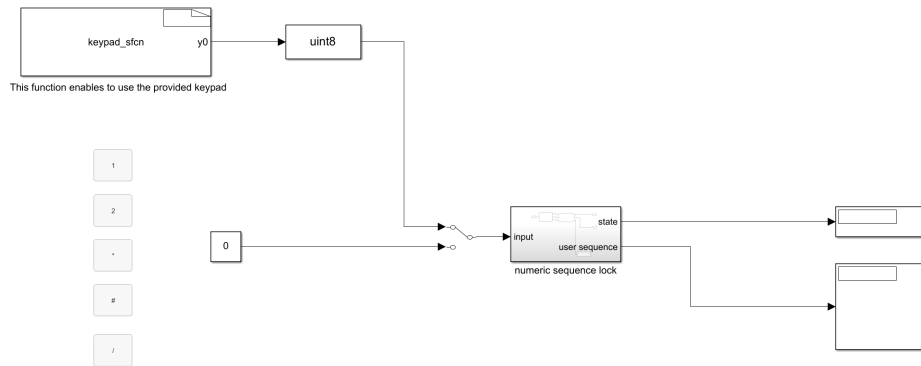 keypad_sfcn
y0
uint8
This function enables to use the provided keypad
1
2
*
0
#
/
input
state
user sequence
numeric sequence lock